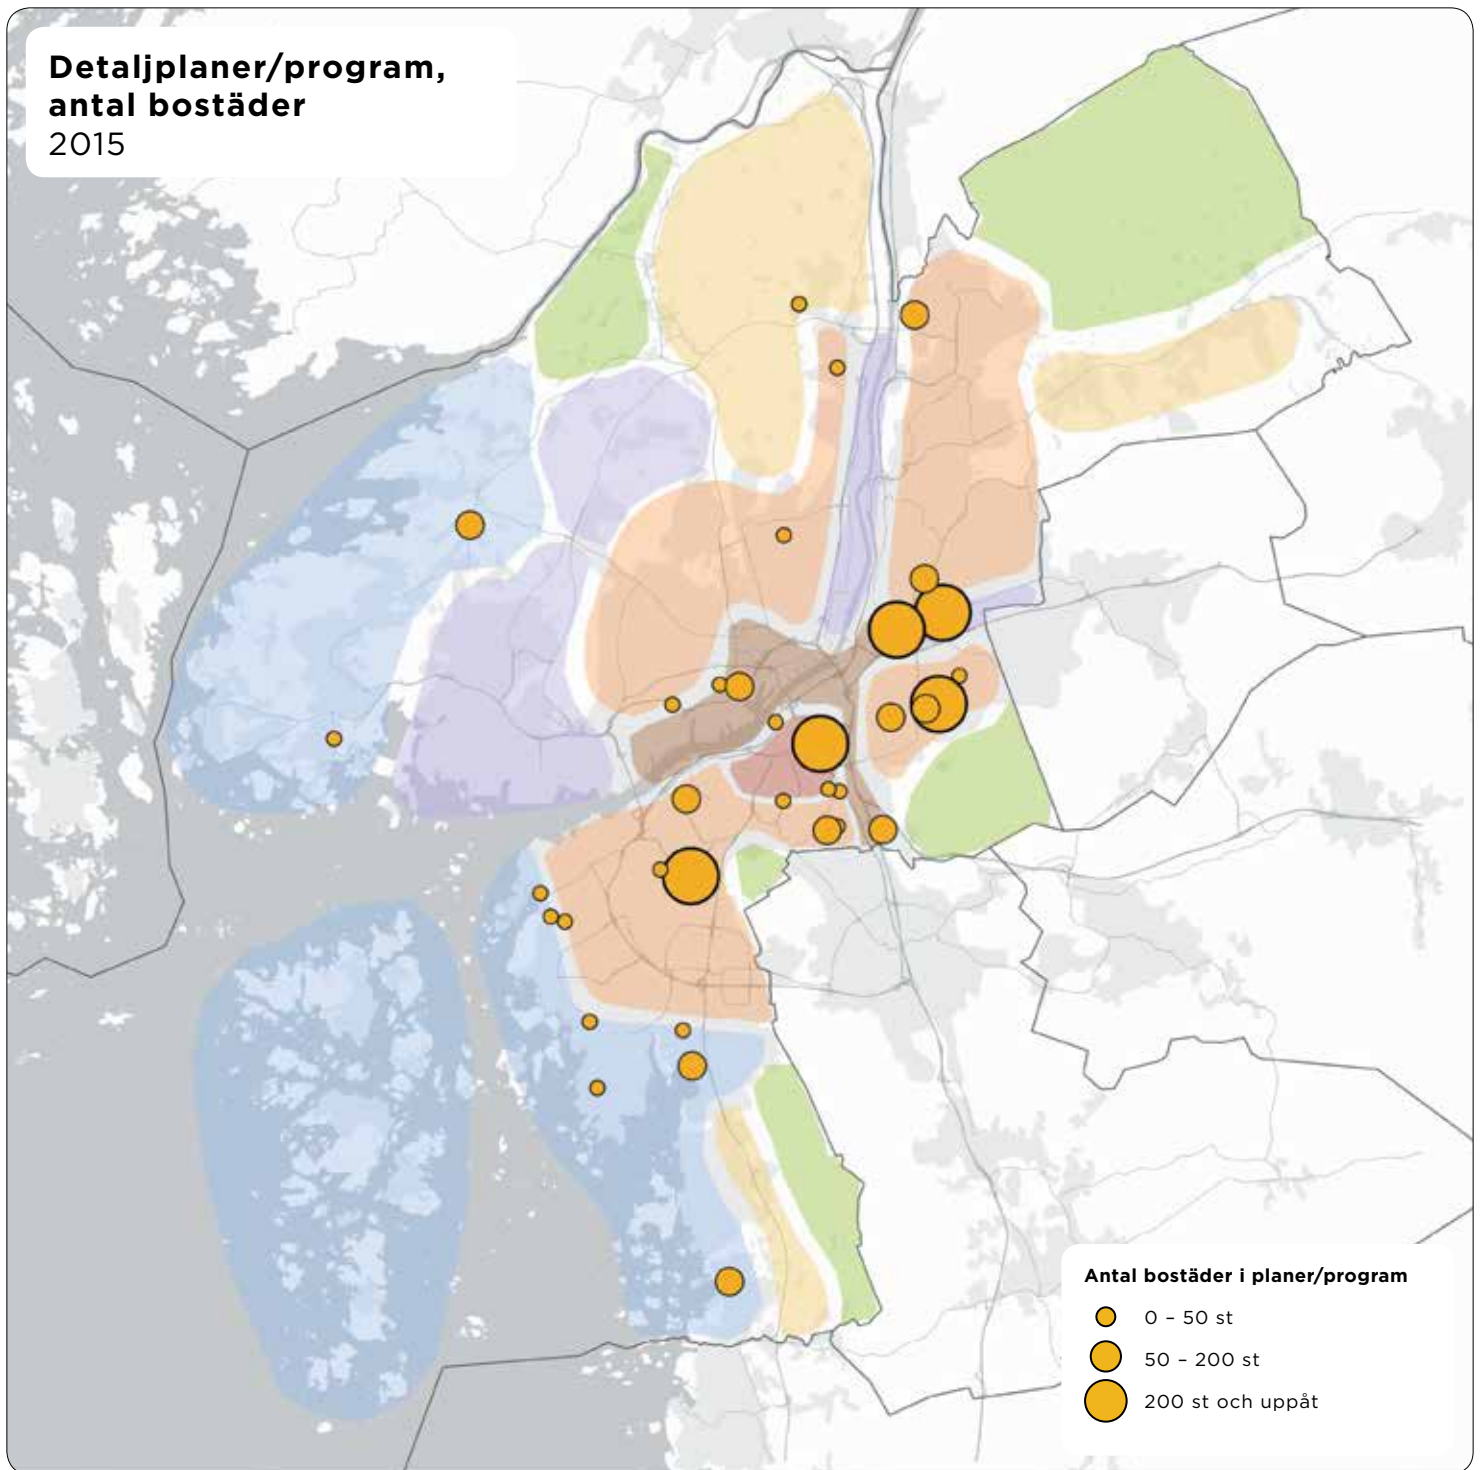 Detaljplaner/program,
antal bostäder
2015
Antal bostäder i planer/program
0 – 50 st
50 – 200 st
200 st och uppåt